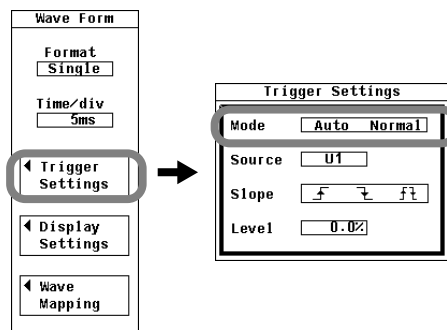 Wave Form
Format
Single
Time/div
5ms
Trigger
Settings
Display
Settings
Wave
Mapping
Trigger Settings
Mode Auto Normal
Source U1
Slope
Level 0.0%